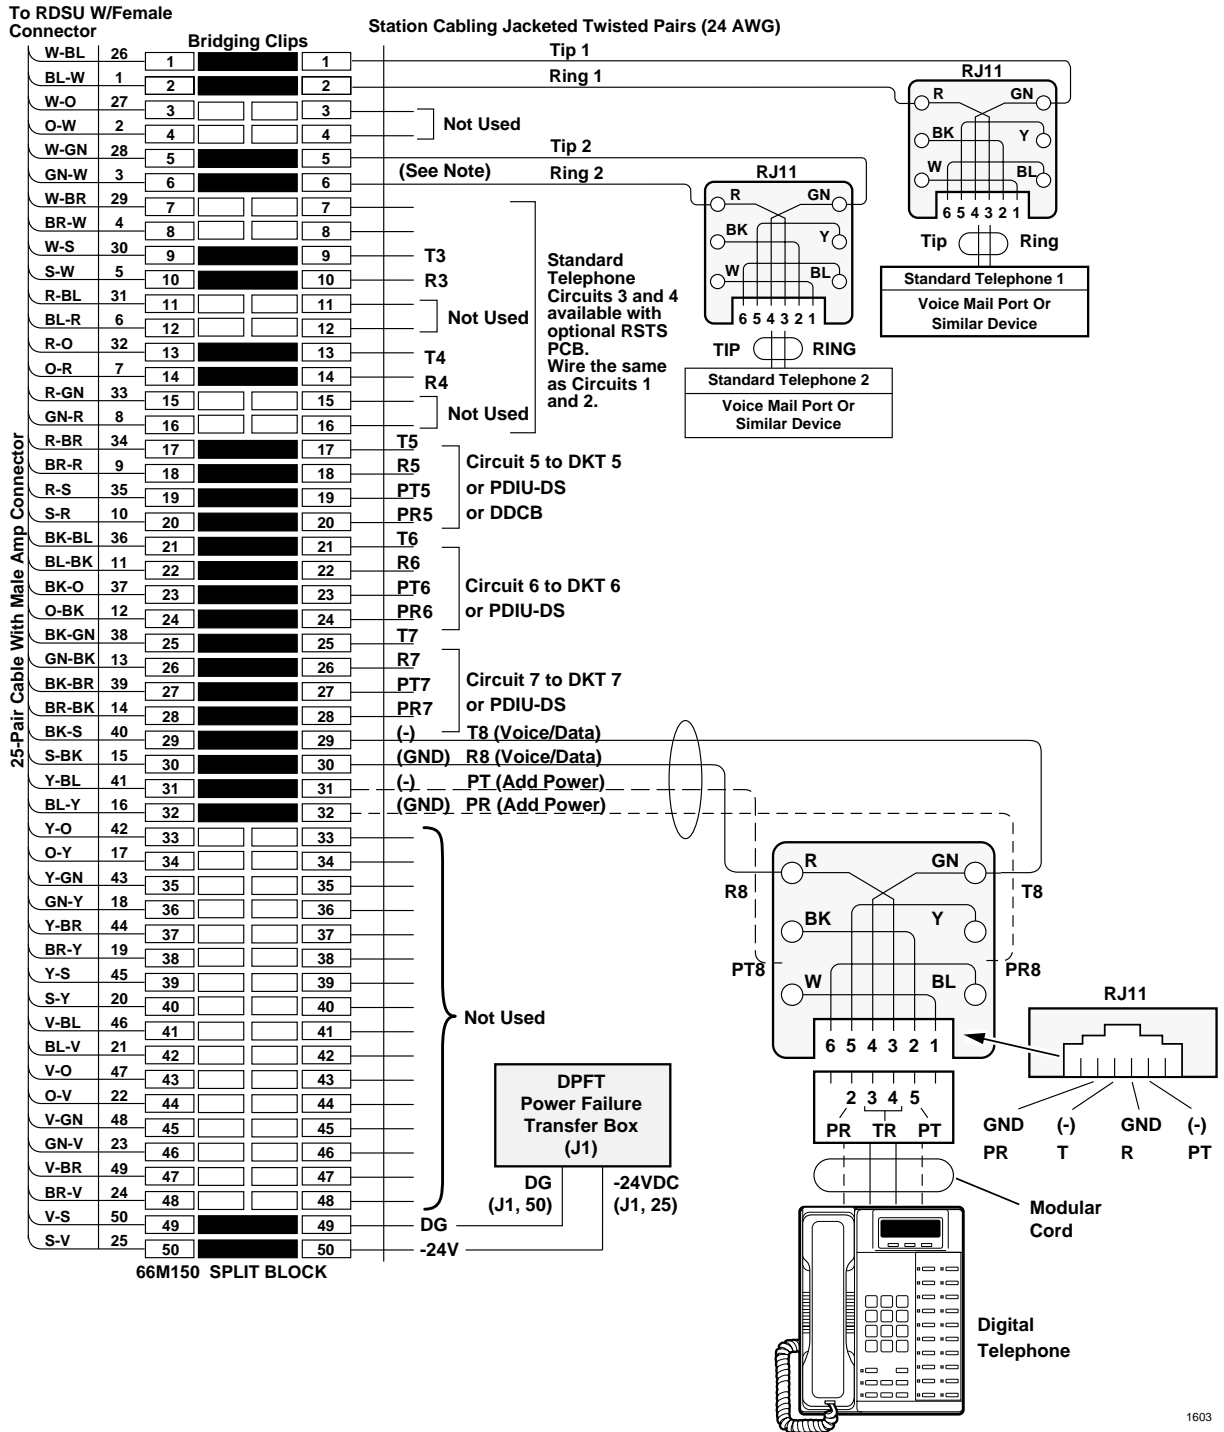 To RDSU W/Female
Connector
Station Cabling Jacketed Twisted Pairs (24 AWG)
Bridging Clips
25-Pair Cable With Male Amp Connector
W-BL 26 1 1 Tip 1
BL-W 1 2 2 Ring 1
W-O 27 3 3
O-W 2 4 4
Not Used
W-GN 28 5 5 Tip 2
GN-W 3 6 6 (See Note) Ring 2
W-BR 29 7 7
BR-W 4 8 8
W-S 30 9 9 T3
S-W 5 10 10 R3
R-BL 31 11 11
BL-R 6 12 12
Not Used
R-O 32 13 13 T4
O-R 7 14 14 R4
R-GN 33 15 15
GN-R 8 16 16
Not Used
Standard
Telephone
Circuits 3 and 4
available with
optional RSTS
PCB.
Wire the same
as Circuits 1
and 2.
R-BR 34 17 17 T5
BR-R 9 18 18 R5
R-S 35 19 19 PT5
S-R 10 20 20 PR5
Circuit 5 to DKT 5
or PDIU-DS
or DDCB
BK-BL 36 21 21 T6
BL-BK 11 22 22 R6
BK-O 37 23 23 PT6
O-BK 12 24 24 PR6
Circuit 6 to DKT 6
or PDIU-DS
BK-GN 38 25 25 T7
GN-BK 13 26 26 R7
BK-BR 39 27 27 PT7
BR-BK 14 28 28 PR7
Circuit 7 to DKT 7
or PDIU-DS
BK-S 40 29 29 (-) T8 (Voice/Data)
S-BK 15 30 30 (GND) R8 (Voice/Data)
Y-BL 41 31 31 (-) PT (Add Power)
BL-Y 16 32 32 (GND) PR (Add Power)
Y-O 42 33 33
O-Y 17 34 34
Y-GN 43 35 35
GN-Y 18 36 36
Y-BR 44 37 37
BR-Y 19 38 38
Y-S 45 39 39
S-Y 20 40 40
V-BL 46 41 41
BL-V 21 42 42
V-O 47 43 43
O-V 22 44 44
V-GN 48 45 45
GN-V 23 46 46
V-BR 49 47 47
BR-V 24 48 48
Not Used
V-S 50 49 49 DG
S-V 25 50 50 -24V
66M150 SPLIT BLOCK
RJ11
R GN
BK Y
W BL
6 5 4 3 2 1
Tip Ring
Standard Telephone 1
Voice Mail Port Or
Similar Device
RJ11
R GN
BK Y
W BL
6 5 4 3 2 1
TIP RING
Standard Telephone 2
Voice Mail Port Or
Similar Device
R GN
R8 T8
BK Y
PT8 PR8
W BL
6 5 4 3 2 1
2 3 4 5
PR TR PT
RJ11
GND (-) GND (-)
PR T R PT
DPFT
Power Failure
Transfer Box
(J1)
DG -24VDC
(J1, 50) (J1, 25)
Modular
Cord
Digital
Telephone
1603